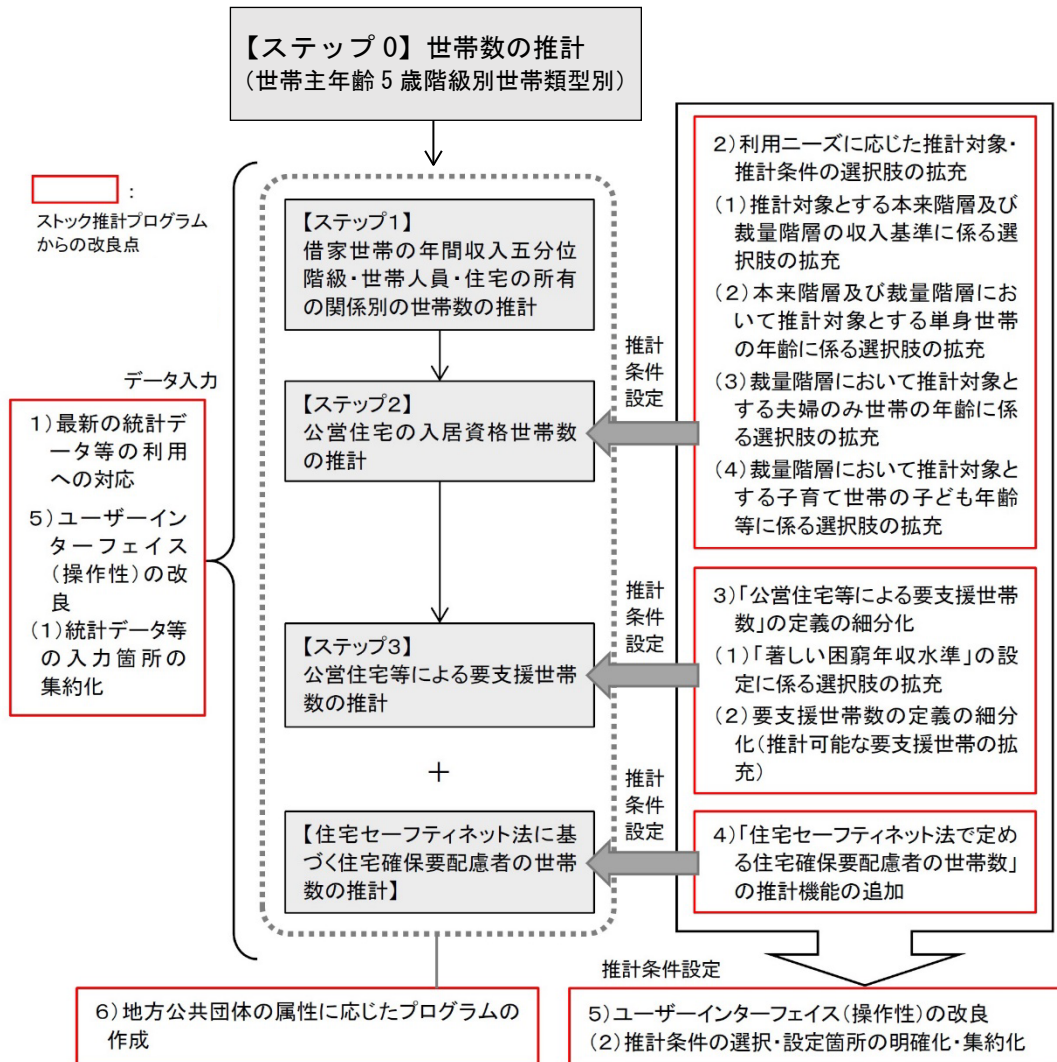 【ステップ0】世帯数の推計
（世帯主年齢5歳階級別世帯類型別）
：
ストック推計プログラム
からの改良点
データ入力
1）最新の統計デ
ータ等の利用
への対応
5）ユーザーイン
ターフェイス
（操作性）の改
良
（1）統計データ等
の入力箇所の
集約化
【ステップ1】
借家世帯の年間収入五分位
階級・世帯人員・住宅の所有
の関係別の世帯数の推計
【ステップ2】
公営住宅の入居資格世帯数
の推計
【ステップ3】
公営住宅等による要支援世帯
数の推計
＋
【住宅セーフティネット法に基
づく住宅確保要配慮者の世帯
数の推計】
推計
条件
設定
推計
条件
設定
推計
条件
設定
2）利用ニーズに応じた推計対象・
推計条件の選択肢の拡充
（1）推計対象とする本来階層及び
裁量階層の収入基準に係る選
択肢の拡充
（2）本来階層及び裁量階層にお
いて推計対象とする単身世帯
の年齢に係る選択肢の拡充
（3）裁量階層において推計対象と
する夫婦のみ世帯の年齢に係
る選択肢の拡充
（4）裁量階層において推計対象と
する子育て世帯の子ども年齢
等に係る選択肢の拡充
3）「公営住宅等による要支援世帯
数」の定義の細分化
（1）「著しい困窮年収水準」の設
定に係る選択肢の拡充
（2）要支援世帯数の定義の細分
化（推計可能な要支援世帯の拡
充）
4）「住宅セーフティネット法で定め
る住宅確保要配慮者の世帯数」
の推計機能の追加
推計条件設定
6）地方公共団体の属性に応じたプログラムの
作成
5）ユーザーインターフェイス（操作性）の改良
（2）推計条件の選択・設定箇所の明確化・集約化